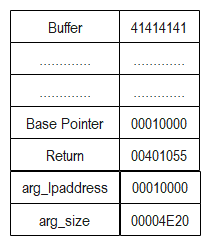 Buffer 41414141
............. .............
............. .............
Base Pointer 00010000
Return 00401055
arg_lpaddress 00010000
arg_size 00004E20